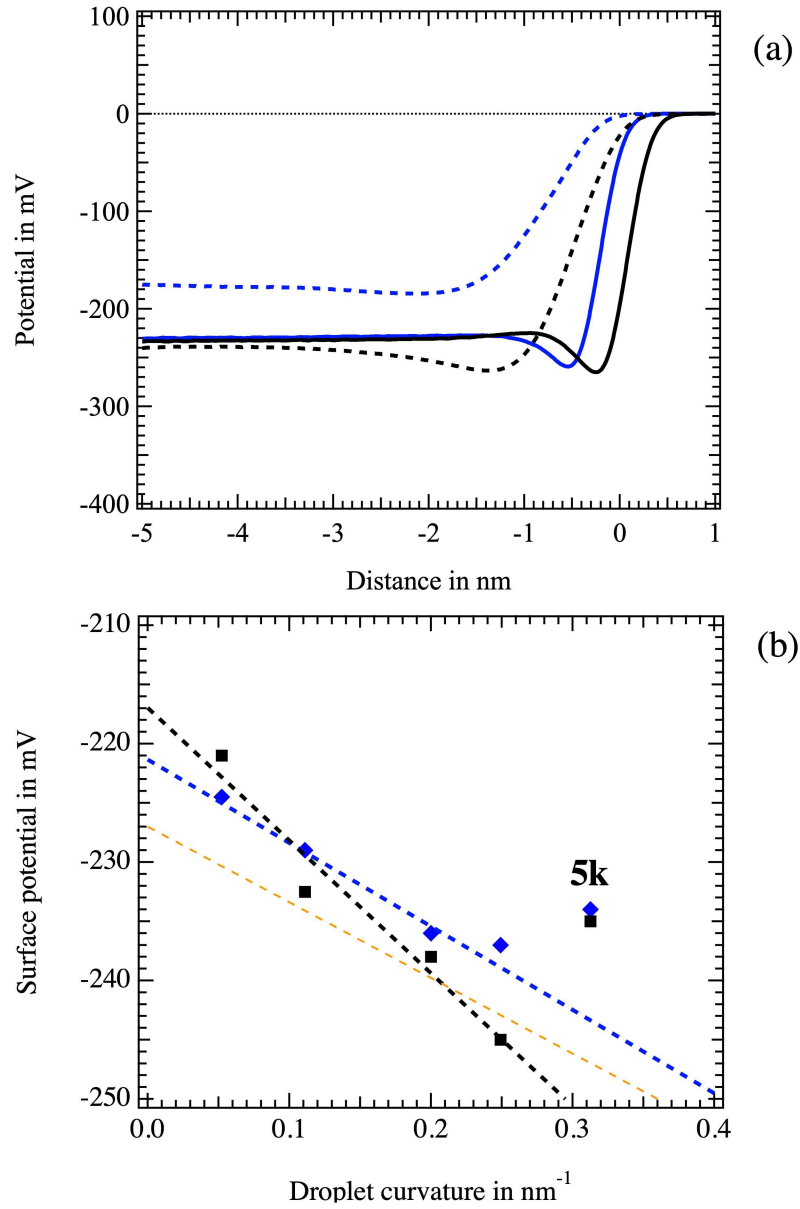 (a)
100
0
-100
-200
-300
-400
Potential in mV
-5 -4 -3 -2 -1 0 1
Distance in nm
(b)
-210
-220
-230
-240
-250
Surface potential in mV
5k
0.0 0.1 0.2 0.3 0.4
Droplet curvature in nm⁻¹